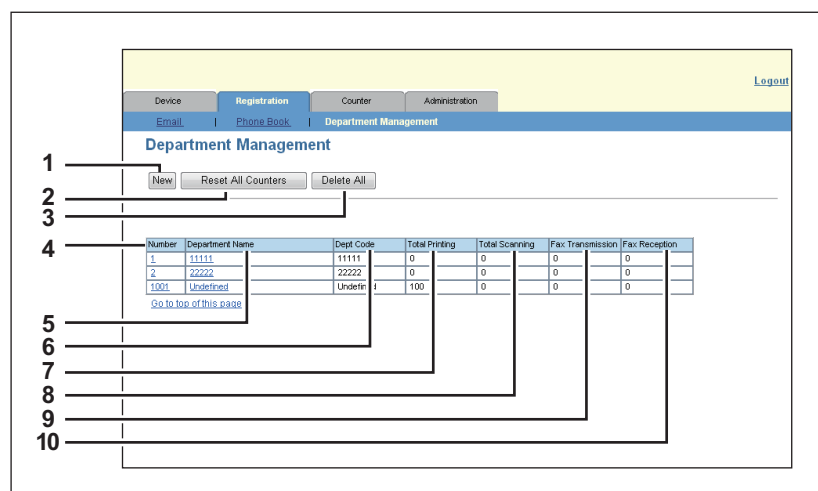 Logout
Device Registration Counter Administration
Email | Phone Book | Department Management
Department Management
1
New Reset All Counters Delete All
2
3
4
Number Department Name Dept Code Total Printing Total Scanning Fax Transmission Fax Reception
1 11111 11111 0 0 0 0
2 22222 22222 0 0 0 0
1001 Undefined Undefined 100 0 0 0
Go to top of this page
5
6
7
8
9
10